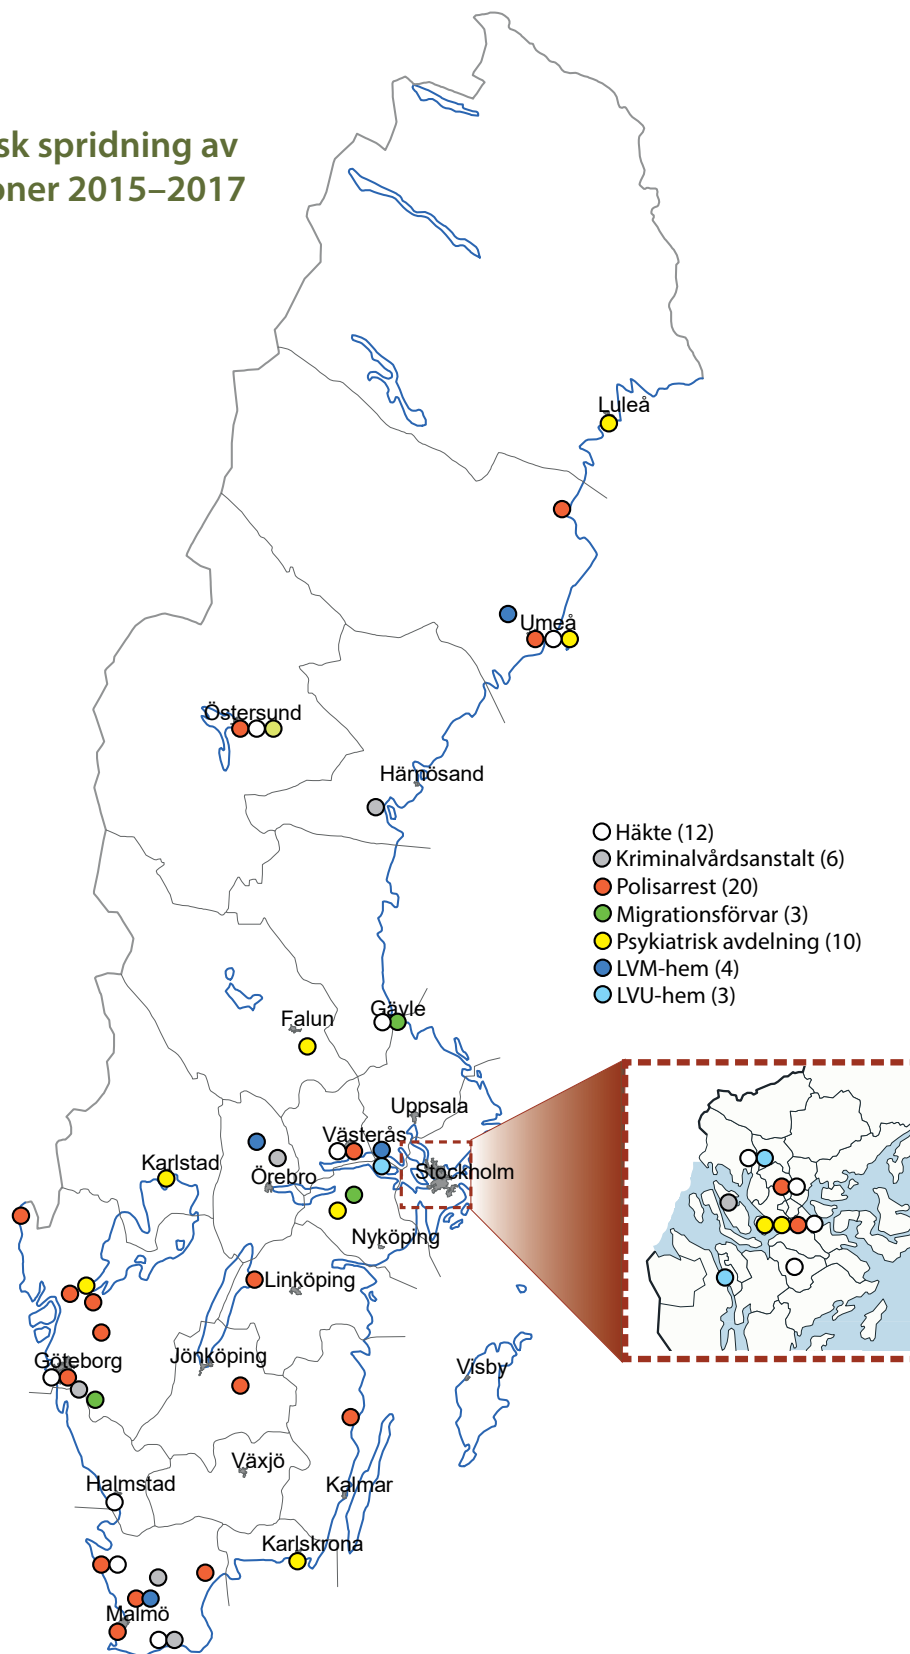 sk spridning av
oner 2015–2017
Luleå
Umeå
Östersund
Härnösand
Häkte (12)
Kriminalvårdsanstalt (6)
Polisarrest (20)
Migrationsförvar (3)
Psykiatrisk avdelning (10)
LVM-hem (4)
LVU-hem (3)
Gävle
Falun
Uppsala
Västerås
Karlstad
Örebro
Stockholm
Nyköping
Linköping
Göteborg
Jönköping
Visby
Växjö
Halmstad
Kalmar
Karlskrona
Malmö